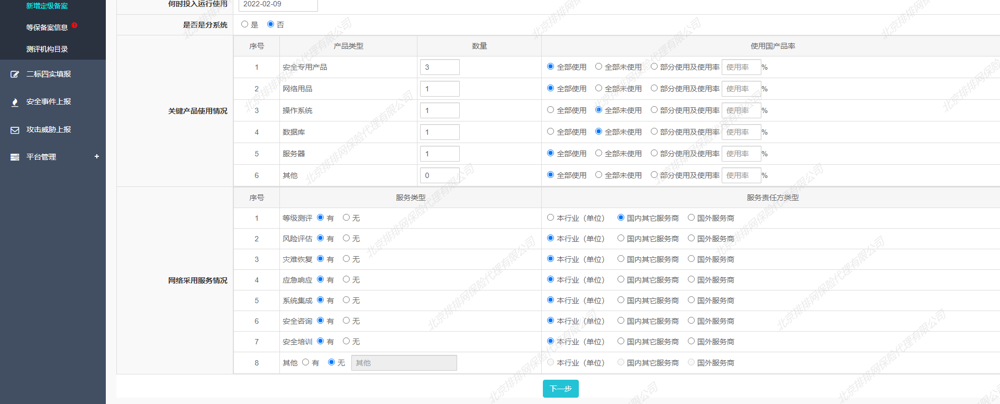 新增定级备案
等保备案信息
测评机构目录
二标四实填报
安全事件上报
攻击威胁上报
平台管理 +
何时投入运行使用 2022-02-09
是否是分系统 是 否
关键产品使用情况
序号 产品类型 数量 使用国产品率
1 安全专用产品 3 全部使用 全部未使用 部分使用及使用率 使用率 %
2 网络用品 1 全部使用 全部未使用 部分使用及使用率 使用率 %
3 操作系统 1 全部使用 全部未使用 部分使用及使用率 使用率 %
4 数据库 1 全部使用 全部未使用 部分使用及使用率 使用率 %
5 服务器 1 全部使用 全部未使用 部分使用及使用率 使用率 %
6 其他 0 全部使用 全部未使用 部分使用及使用率 使用率 %
网络采用服务情况
序号 服务类型 服务责任方类型
1 等级测评 有 无 本行业（单位） 国内其它服务商 国外服务商
2 风险评估 有 无 本行业（单位） 国内其它服务商 国外服务商
3 灾难恢复 有 无 本行业（单位） 国内其它服务商 国外服务商
4 应急响应 有 无 本行业（单位） 国内其它服务商 国外服务商
5 系统集成 有 无 本行业（单位） 国内其它服务商 国外服务商
6 安全咨询 有 无 本行业（单位） 国内其它服务商 国外服务商
7 安全培训 有 无 本行业（单位） 国内其它服务商 国外服务商
8 其他 有 无 其他 本行业（单位） 国内其它服务商 国外服务商
下一步
北京排排网保险代理有限公司